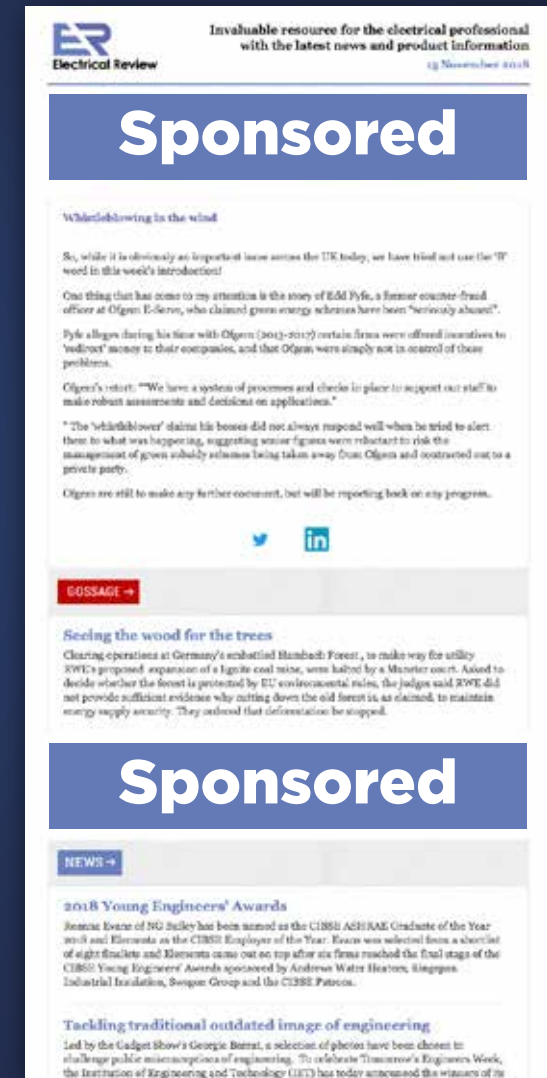 Electrical Review
Invaluable resource for the electrical professional
with the latest news and product information
13 November 2018
Sponsored
Whistleblowing in the wind
So, while it is obviously an important issue across the UK today, we have tried not use the 'B'
word in this week's introduction!
One thing that has come to my attention is the story of Edd Fyfe, a former counter-fraud
officer at Ofgem E-Serve, who claimed green energy schemes have been "seriously abused".
Fyfe alleges during his time with Ofgem (2013-2017) certain firms were offered incentives to
'redirect' money to their companies, and that Ofgem were simply not in control of these
problems.
Ofgem's retort: ""We have a system of processes and checks in place to support our staff to
make robust assessments and decisions on applications."
" The 'whistleblower' claims his bosses did not always respond well when he tried to alert
them to what was happening, suggesting senior figures were reluctant to risk the
management of green subsidy schemes being taken away from Ofgem and contracted out to a
private party.
Ofgem are still to make any further comment, but will be reporting back on any progress.
in
GOSSAGE →
Seeing the wood for the trees
Clearing operations at Germany's embattled Hambach Forest , to make way for utility
RWE's proposed expansion of a lignite coal mine, were halted by a Munster court. Asked to
decide whether the forest is protected by EU environmental rules, the judges said RWE did
not provide sufficient evidence why cutting down the old forest is, as claimed, to maintain
energy supply security. They ordered that deforestation be stopped.
Sponsored
NEWS →
2018 Young Engineers' Awards
Evans of NG Bailey has been named as the CIBSE ASHRAE Graduate of the Year
2018 and Elementa as the CIBSE Employer of the Year. Evans was selected from a shortlist
of eight finalists and Elementa came out on top after six firms reached the final stage of the
CIBSE Young Engineers' Awards sponsored by Andrews Water Heaters, Kingspan
Industrial Insulation, Swegon Group and the CIBSE Patrons.
Tackling traditional outdated image of engineering
Led by the Gadget Show's Georgie Barrat, a selection of photos have been chosen to
challenge public misconceptions of engineering. To celebrate Tomorrow's Engineers Week,
the Institution of Engineering and Technology (IET) has today announced the winners of its